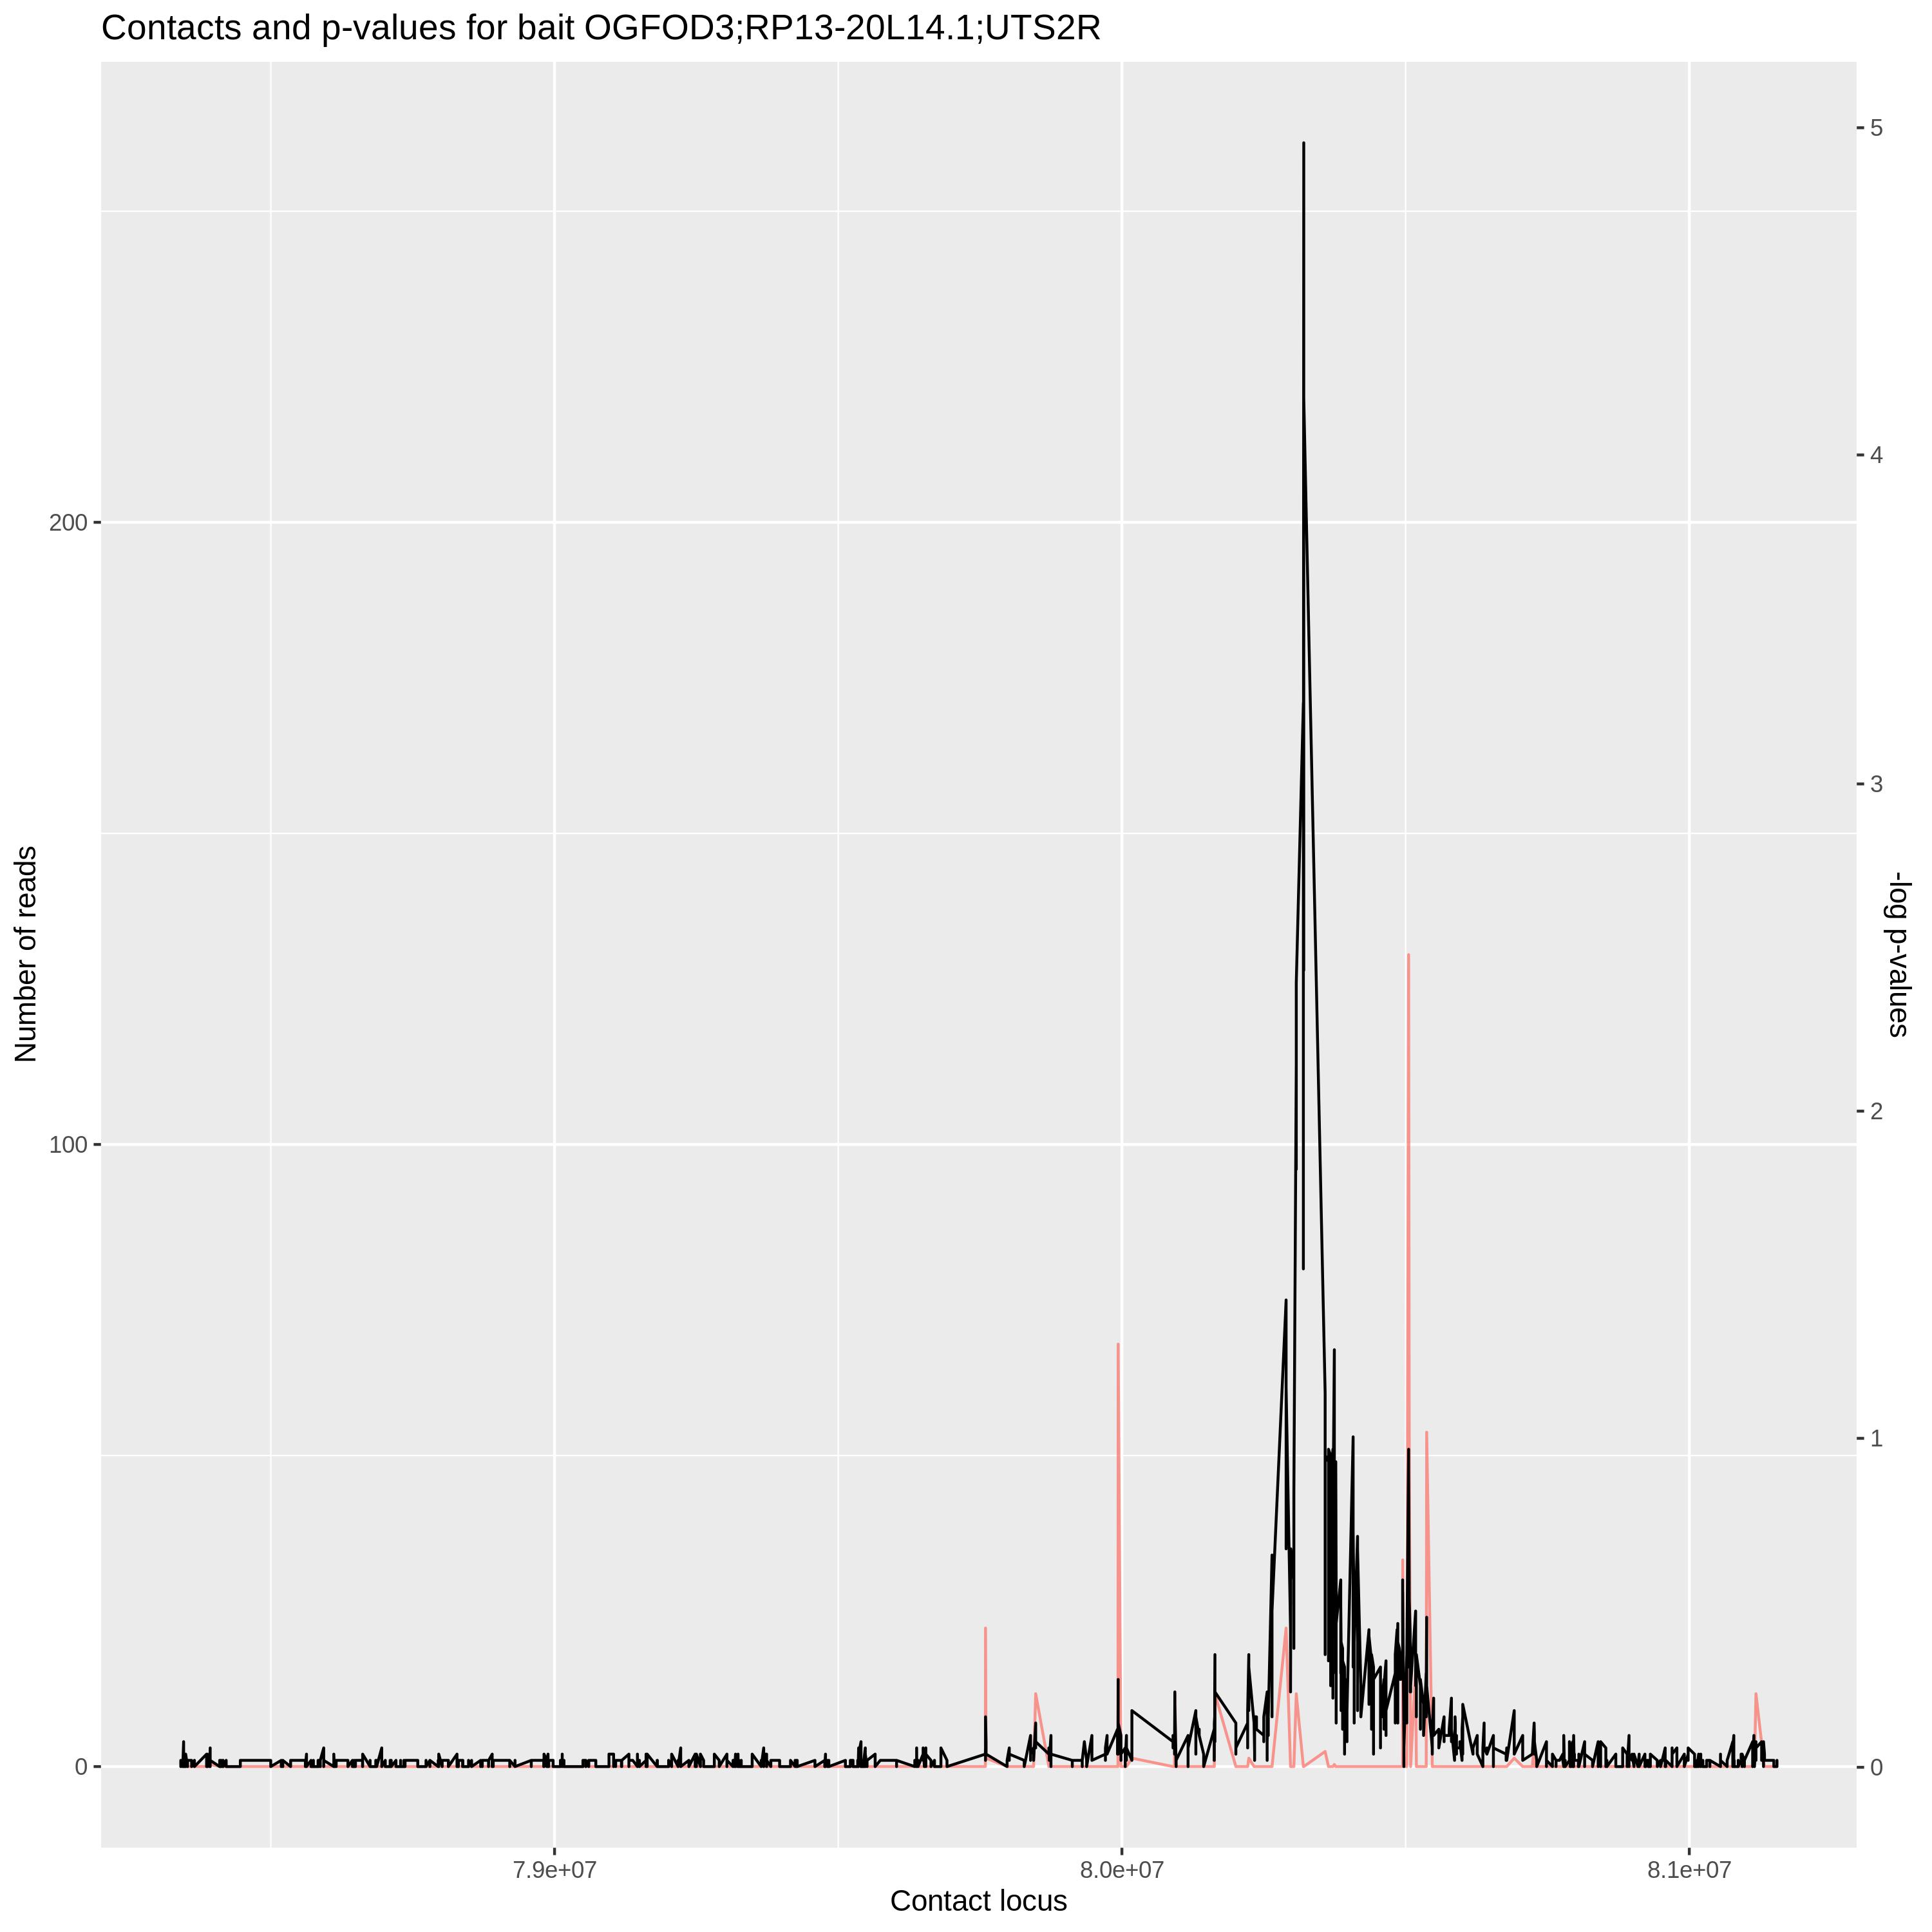 Contacts and p-values for bait OGFOD3;RP13-20L14.1;UTS2R
Number of reads
200
100
0
5
4
3
2
1
0
-log p-values
7.9e+07
8.0e+07
8.1e+07
Contact locus